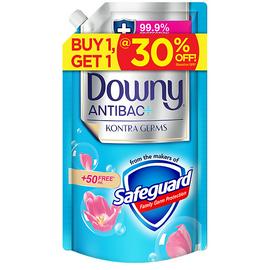 99.9%
BUY 1,
GET 1
@ 30%
OFF!
Downy
ANTIBAC+
KONTRA GERMS
+50 FREE*
mL
from the makers of
Safeguard
Family Germ Protection